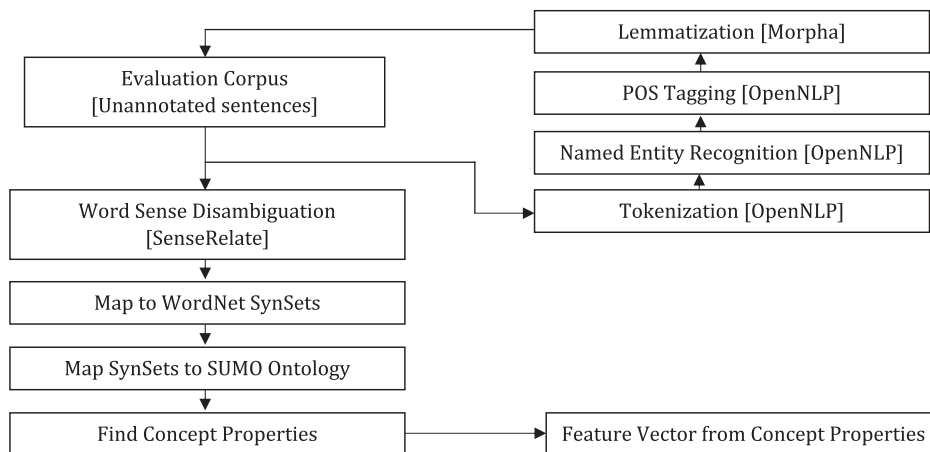 Lemmatization [Morpha]
Evaluation Corpus
[Unannotated sentences]
POS Tagging [OpenNLP]
Named Entity Recognition [OpenNLP]
Word Sense Disambiguation
[SenseRelate]
Tokenization [OpenNLP]
Map to WordNet SynSets
Map SynSets to SUMO Ontology
Find Concept Properties
Feature Vector from Concept Properties